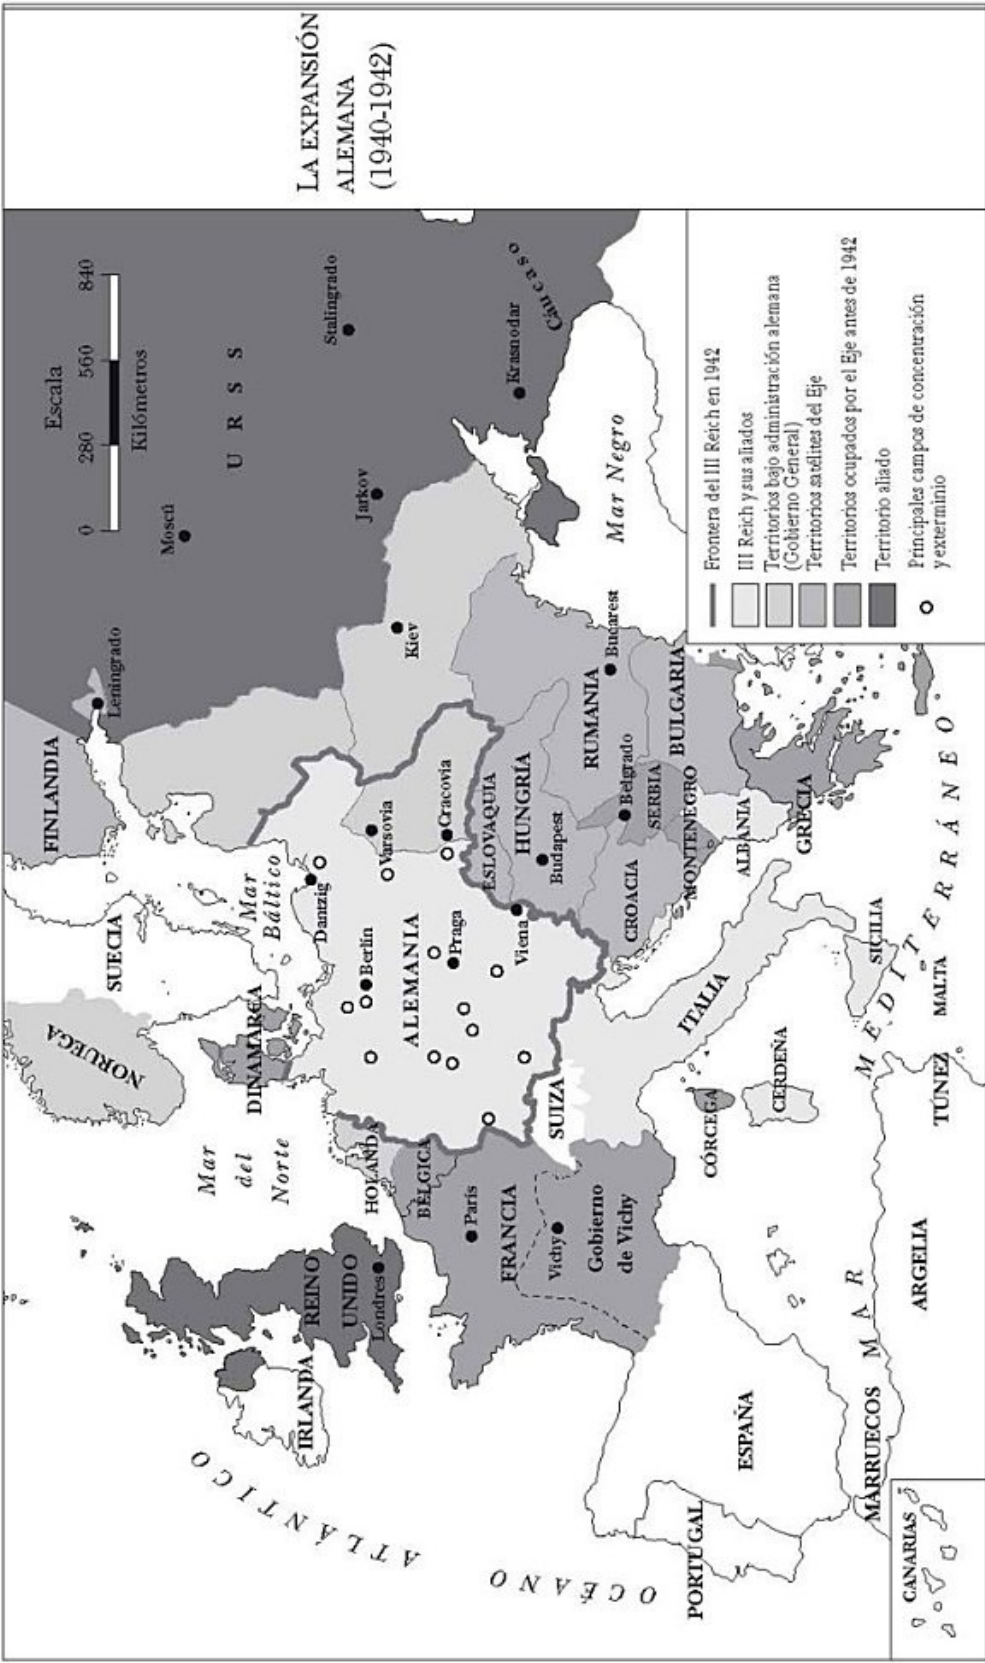 LA EXPANSIÓN
ALEMANA
(1940-1942)
Escala
0 280 560 840
Kilómetros
U R S S
Moscú
Leningrado
Stalingrado
Jarkov
Krasnodar
Cáucaso
Kiev
FINLANDIA
SUECIA
NORUEGA
Mar
Báltico
DINAMARCA
Mar
del
Norte
Dantzig
Varsovia
Cracovia
Berlín
ALEMANIA
Praga
Viena
ESLOVAQUIA
HUNGRÍA
Budapest
RUMANIA
Bucarest
Mar Negro
CROACIA
Belgrado
SERBIA
MONTENEGRO
BULGARIA
ALBANIA
GRECIA
HOLANDA
BÉLGICA
REINO
UNIDO
Londres
IRLANDA
París
FRANCIA
Vichy
Gobierno
de Vichy
SUIZA
ITALIA
CÓRCEGA
CERDEÑA
SICILIA
MALTA
OCÉANO ATLÁNTICO
PORTUGAL
ESPAÑA
MAR MEDITERRÁNEO
MARRUECOS
ARGELIA
TÚNEZ
CANARIAS
Frontera del III Reich en 1942
III Reich y sus aliados
Territorios bajo administración alemana
(Gobierno General)
Territorios satélites del Eje
Territorios ocupados por el Eje antes de 1942
Territorio aliado
Principales campos de concentración
y exterminio